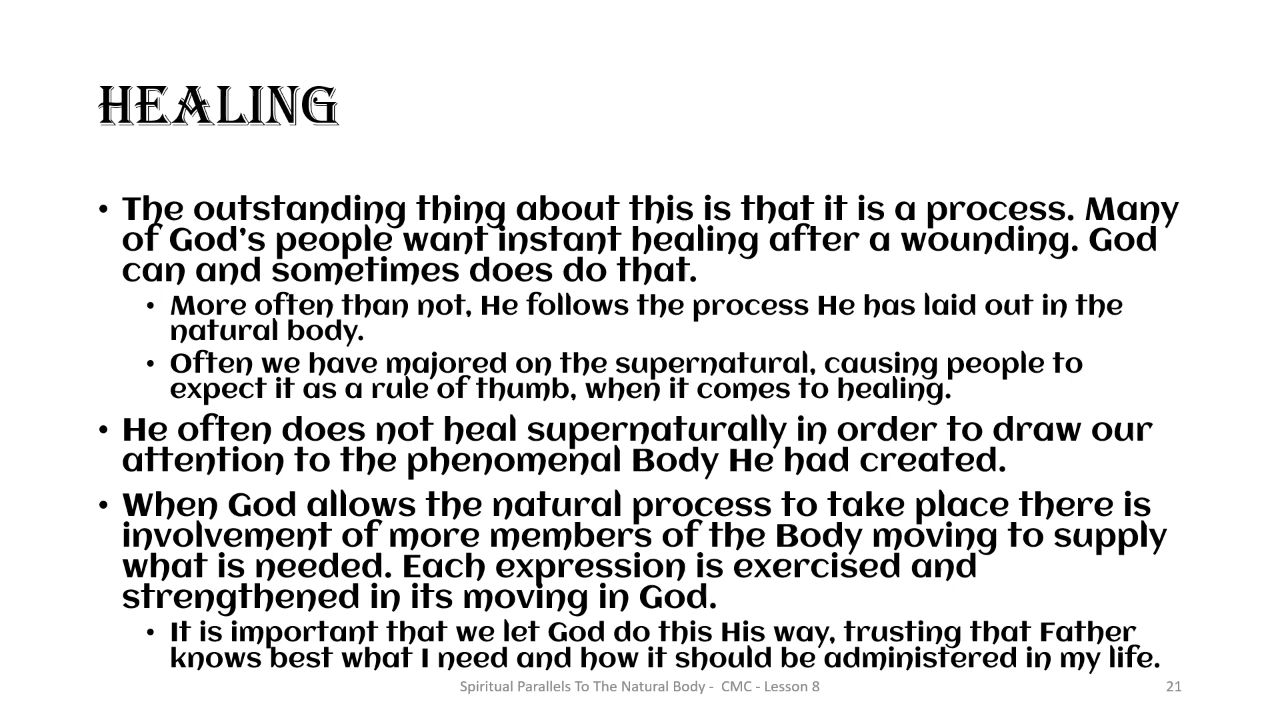 HEALING
• The outstanding thing about this is that it is a process. Many
of God's people want instant healing after a wounding. God
can and sometimes does do that.
• More often than not, He follows the process He has laid out in the
natural body.
• Often we have majored on the supernatural, causing people to
expect it as a rule of thumb, when it comes to healing.
• He often does not heal supernaturally in order to draw our
attention to the phenomenal Body He had created.
• When God allows the natural process to take place there is
involvement of more members of the Body moving to supply
what is needed. Each expression is exercised and
strengthened in its moving in God.
• It is important that we let God do this His way, trusting that Father
knows best what I need and how it should be administered in my life.
Spiritual Parallels To The Natural Body - CMC - Lesson 8
21